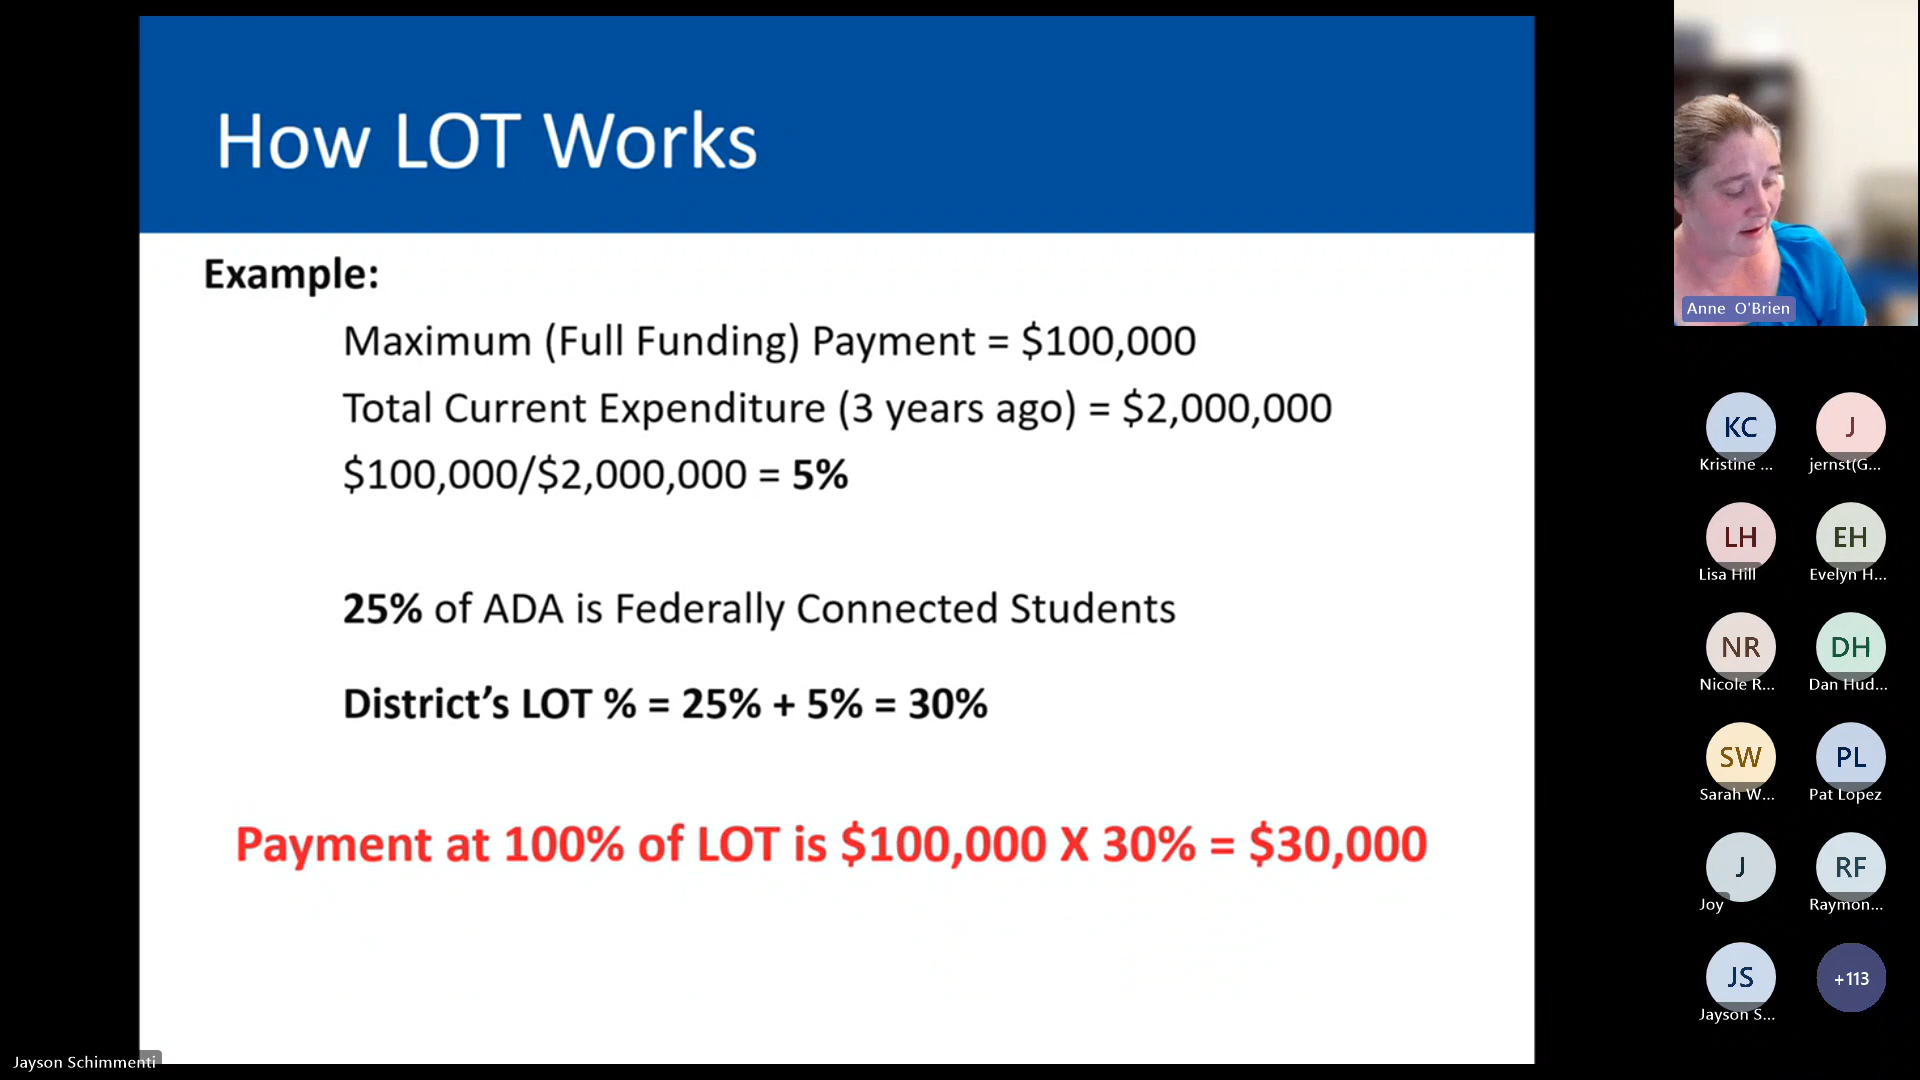 How LOT Works
Example:
Maximum (Full Funding) Payment = $100,000
Total Current Expenditure (3 years ago) = $2,000,000
$100,000/$2,000,000 = 5%
25% of ADA is Federally Connected Students
District’s LOT % = 25% + 5% = 30%
Payment at 100% of LOT is $100,000 X 30% = $30,000
Jayson Schimmenti
Anne O'Brien
KC
Kristine ...
J
jernst(G...
LH
Lisa Hill
EH
Evelyn H...
NR
Nicole R...
DH
Dan Hud...
SW
Sarah W...
PL
Pat Lopez
J
Joy
RF
Raymon...
JS
Jayson S...
+113